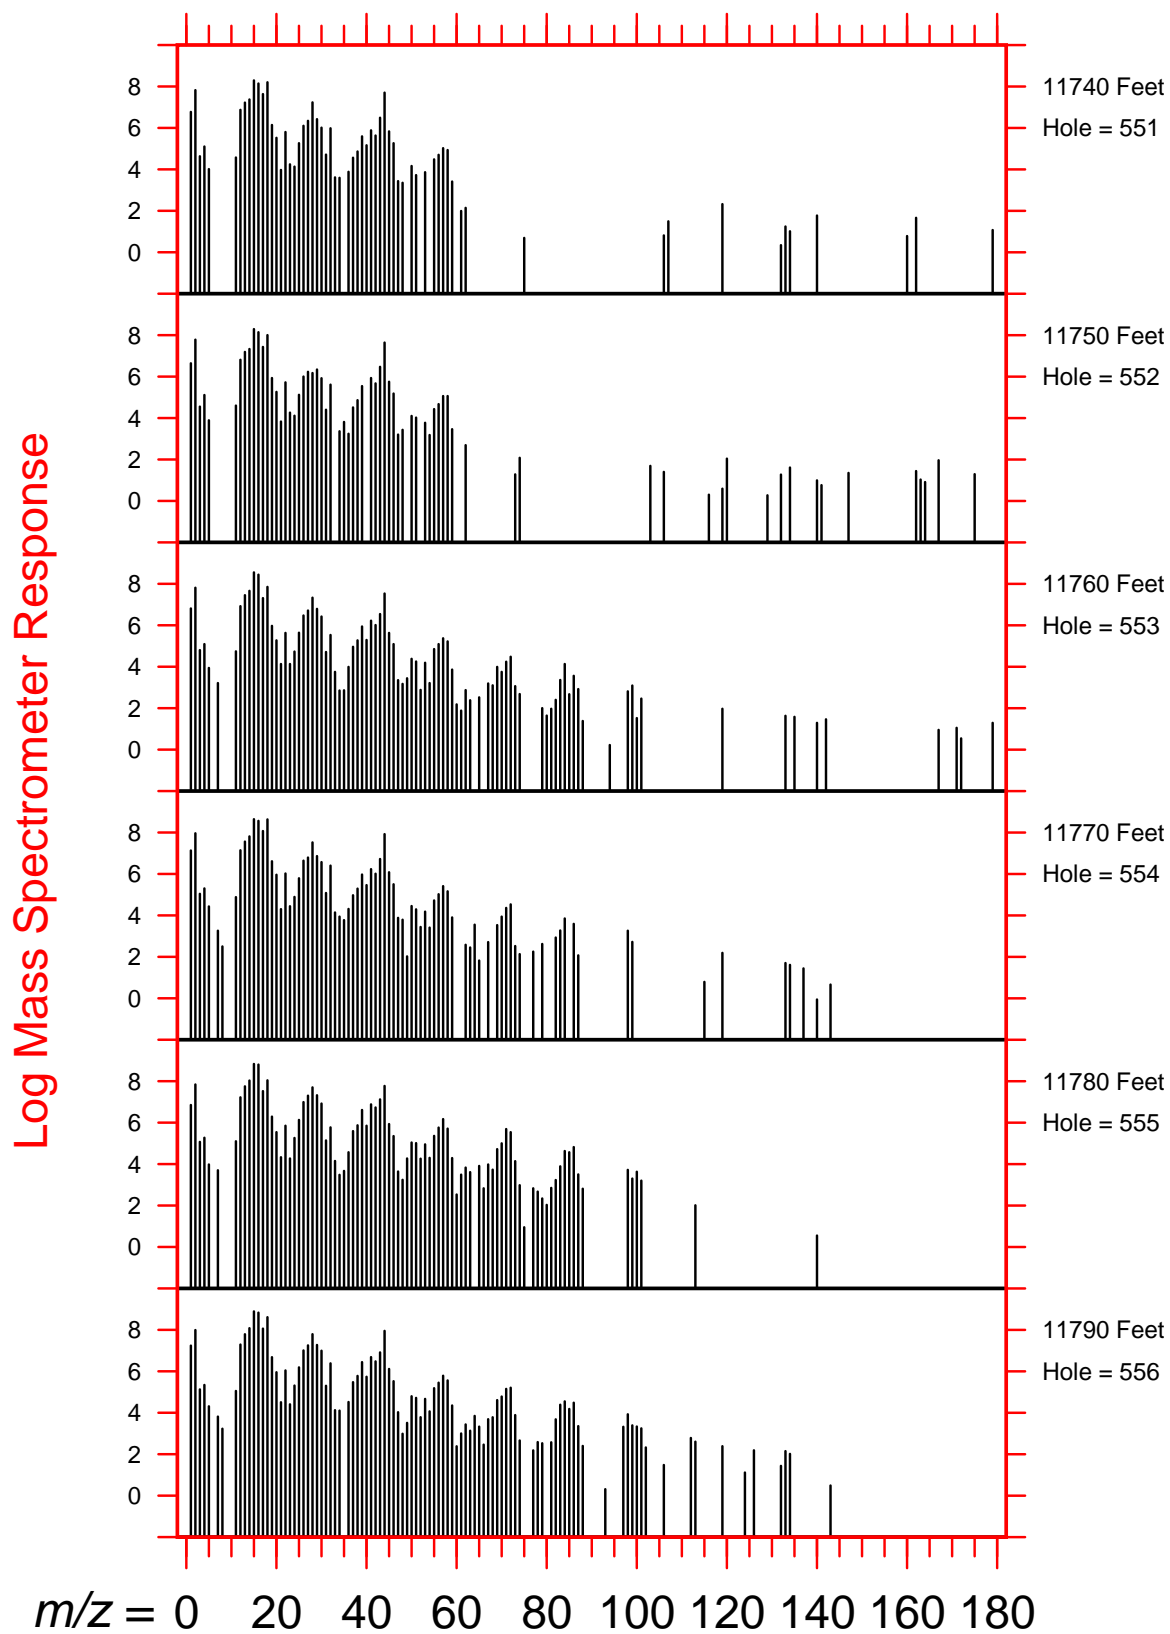 8
6
4
2
0
11740 Feet
Hole = 551
8
6
4
2
0
11750 Feet
Hole = 552
8
6
4
2
0
11760 Feet
Hole = 553
8
6
4
2
0
11770 Feet
Hole = 554
8
6
4
2
0
11780 Feet
Hole = 555
8
6
4
2
0
11790 Feet
Hole = 556
Log Mass Spectrometer Response
m/z = 0 20 40 60 80 100 120 140 160 180